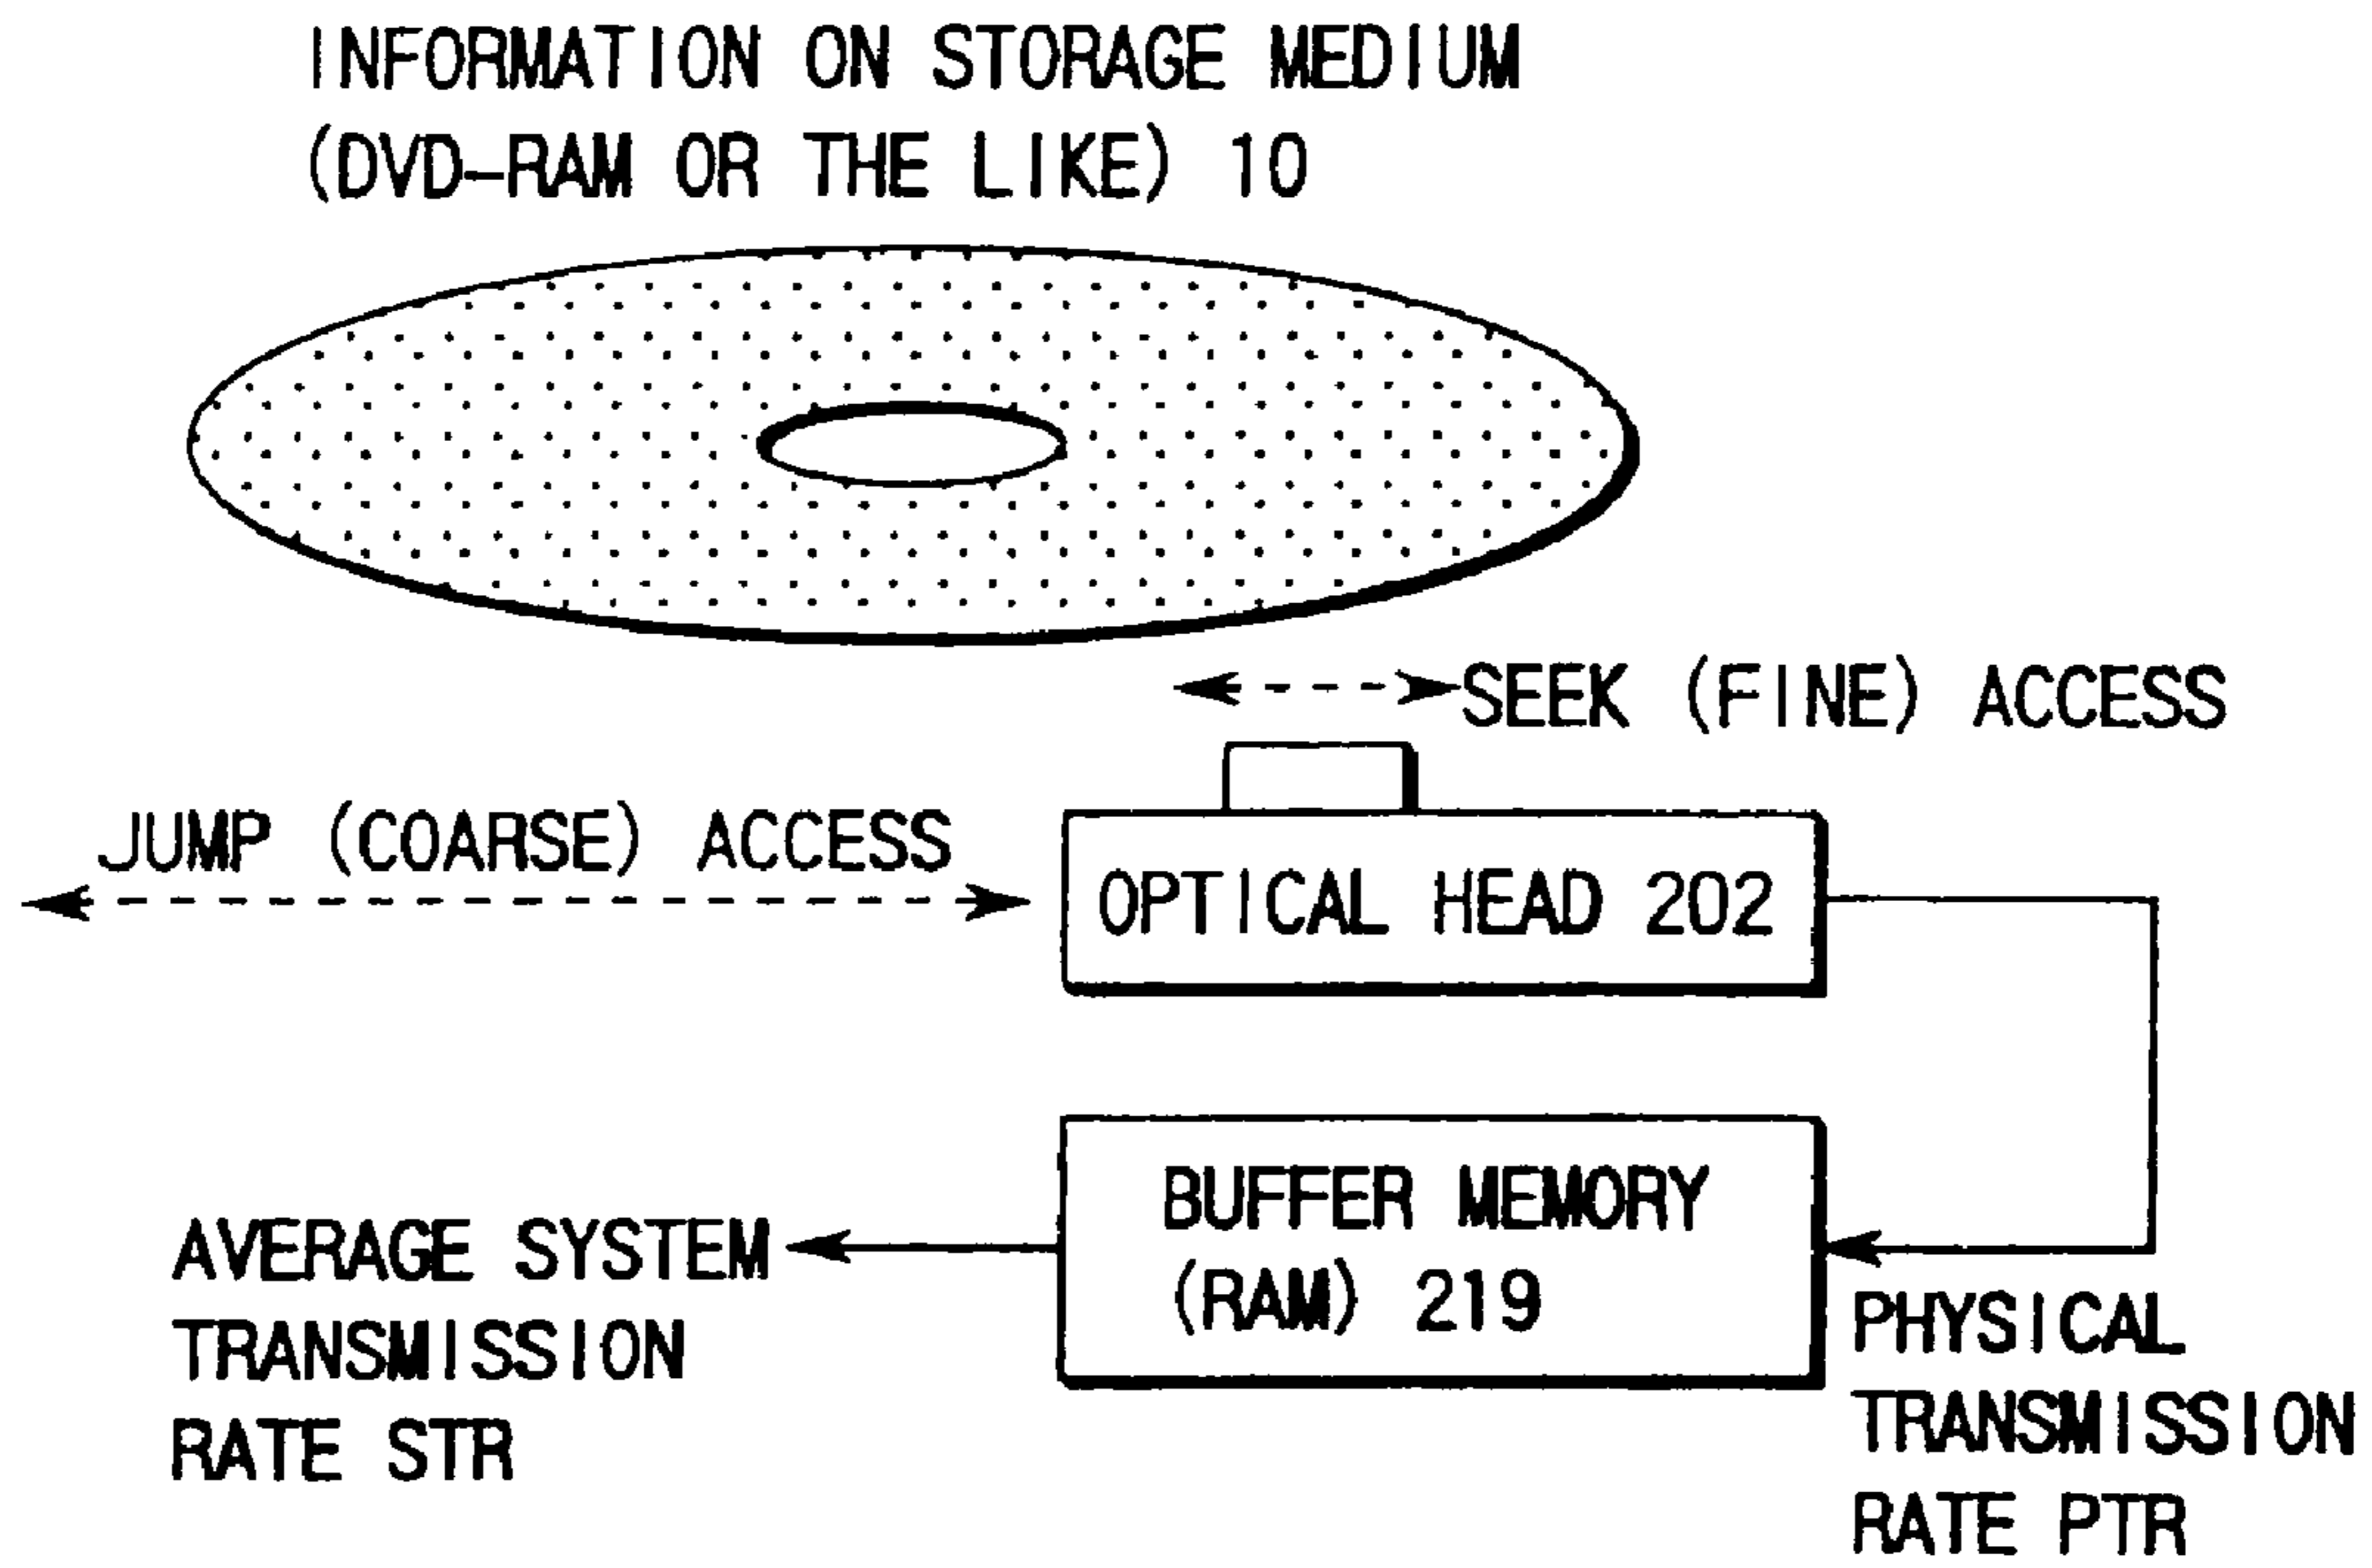 INFORMATION ON STORAGE MEDIUM
(DVD-RAM OR THE LIKE) 10
SEEK (FINE) ACCESS
JUMP (COARSE) ACCESS
OPTICAL HEAD 202
BUFFER MEMORY
(RAM) 219
AVERAGE SYSTEM
TRANSMISSION
RATE STR
PHYSICAL
TRANSMISSION
RATE PTR